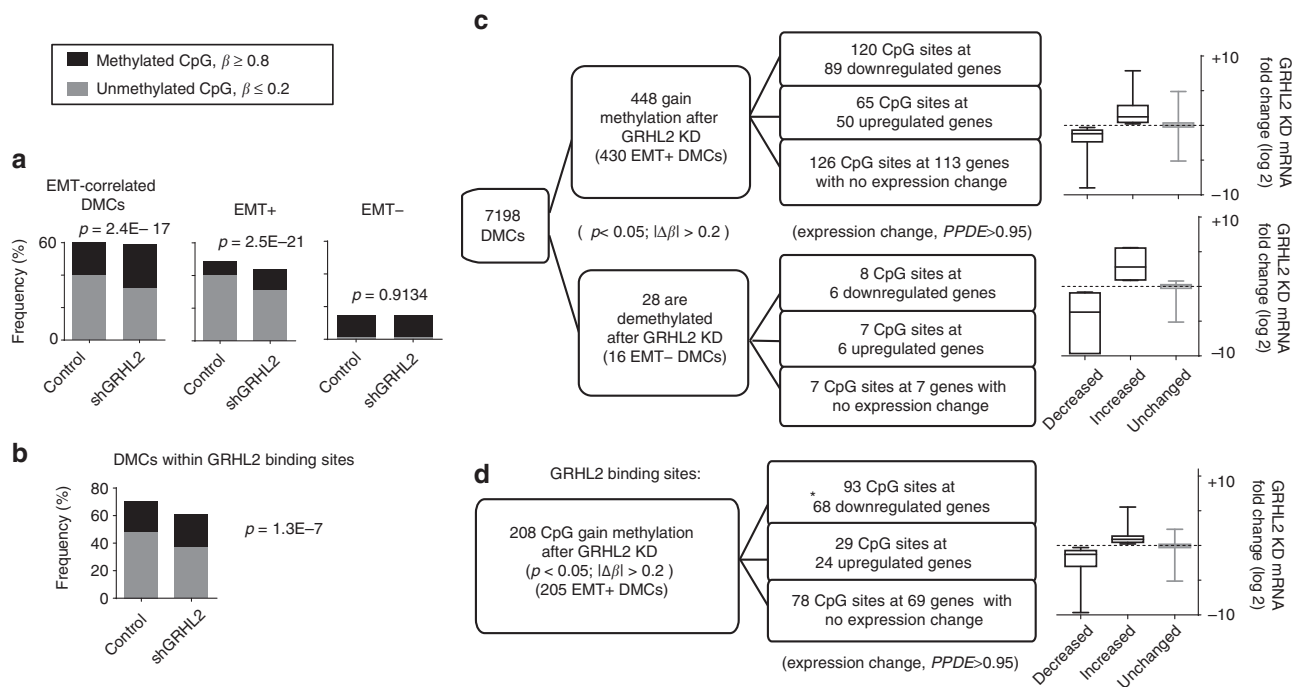 Methylated CpG, β ≥ 0.8
Unmethylated CpG, β ≤ 0.2
a
EMT-correlated
DMCs
p = 2.4E– 17
60
0
Frequency (%)
Control
shGRHL2
EMT+
p = 2.5E–21
Control
shGRHL2
EMT–
p = 0.9134
Control
shGRHL2
b
DMCs within GRHL2 binding sites
80
60
40
20
0
Frequency (%)
p = 1.3E–7
Control
shGRHL2
c
7198
DMCs
448 gain
methylation after
GRHL2 KD
(430 EMT+ DMCs)
( p< 0.05; |Δβ| > 0.2 )
28 are
demethylated
after GRHL2 KD
(16 EMT– DMCs)
120 CpG sites at
89 downregulated genes
65 CpG sites at
50 upregulated genes
126 CpG sites at 113 genes
with no expression change
(expression change, PPDE>0.95)
8 CpG sites at
6 downregulated genes
7 CpG sites at
6 upregulated genes
7 CpG sites at 7 genes with
no expression change
+10
–10
GRHL2 KD mRNA
fold change (log 2)
+10
–10
GRHL2 KD mRNA
fold change (log 2)
Decreased
Increased
Unchanged
d
GRHL2 binding sites:
208 CpG gain methylation
after GRHL2 KD
(p < 0.05; |Δβ| > 0.2 )
(205 EMT+ DMCs)
93 CpG sites at
*68 downregulated genes
29 CpG sites at
24 upregulated genes
78 CpG sites at 69 genes with
no expression change
(expression change, PPDE>0.95)
+10
–10
GRHL2 KD mRNA
fold change (log 2)
Decreased
Increased
Unchanged